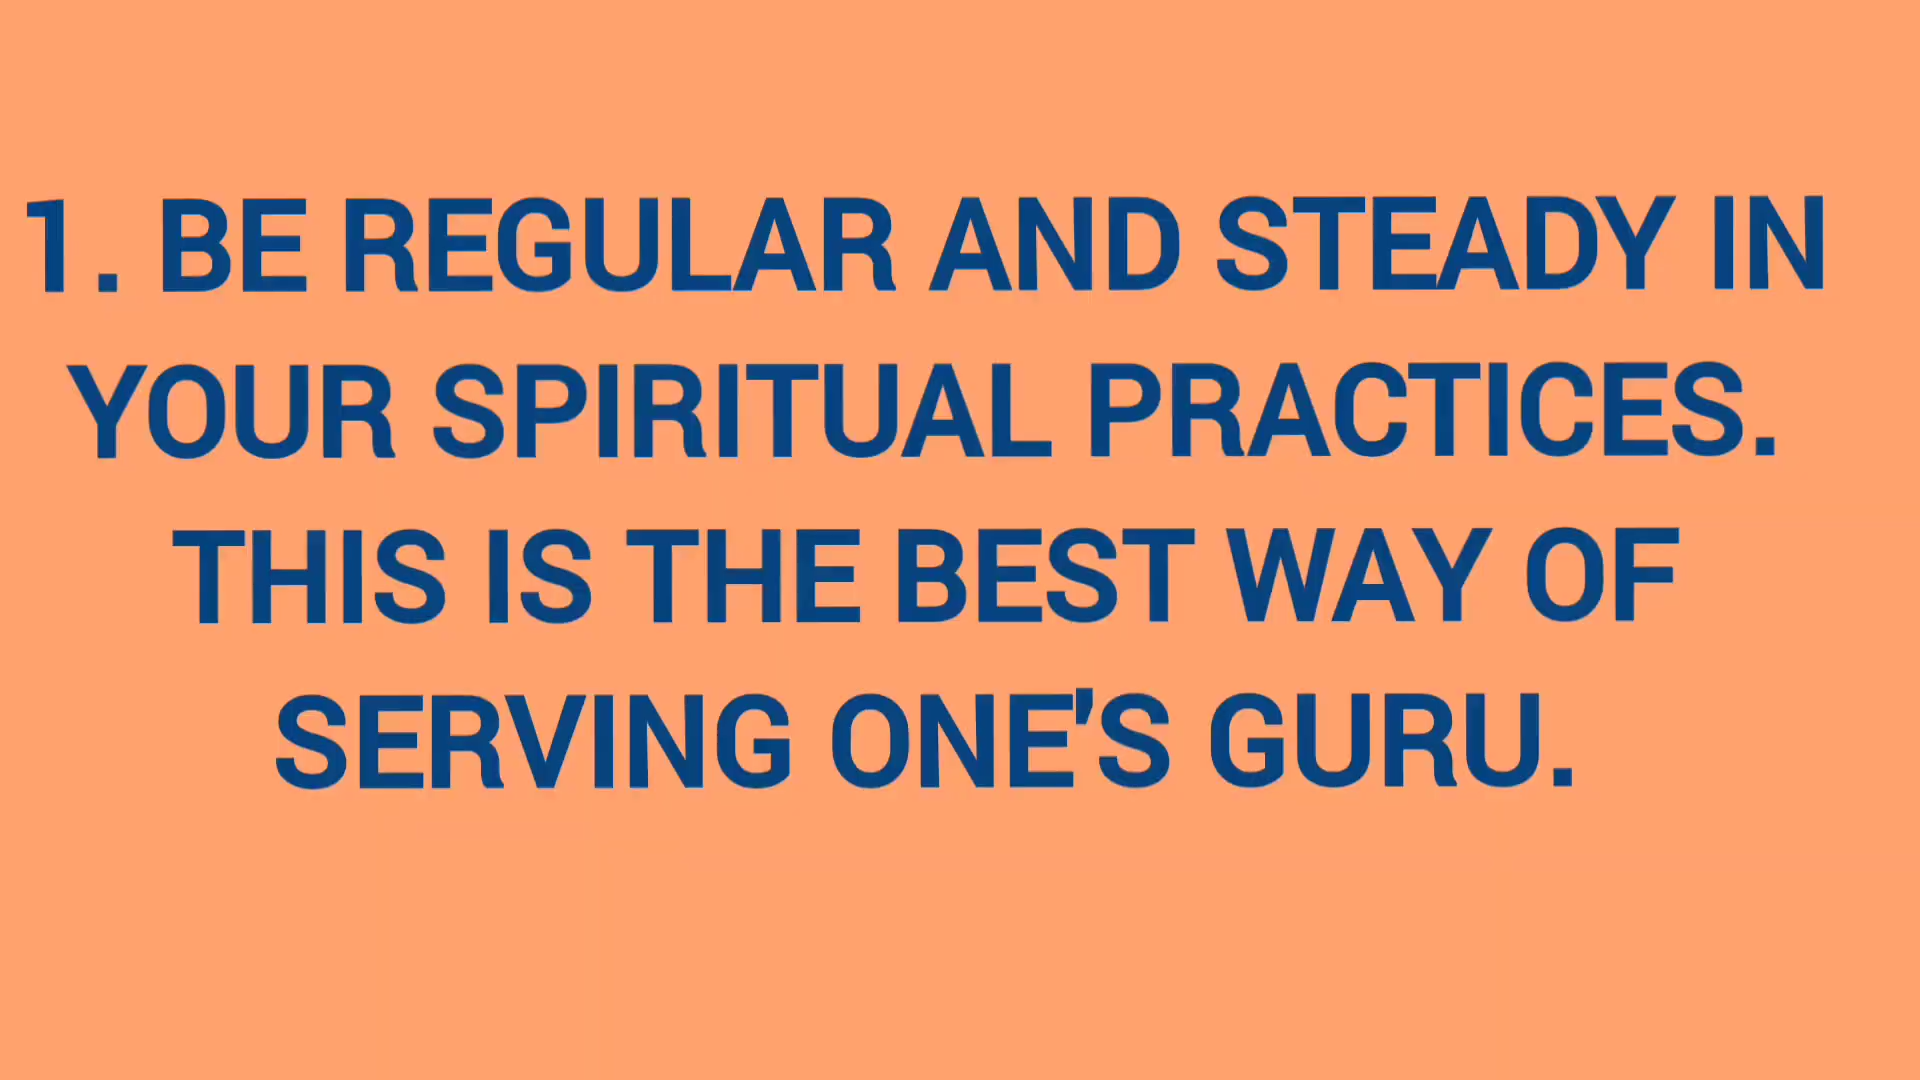 1. BE REGULAR AND STEADY IN
YOUR SPIRITUAL PRACTICES.
THIS IS THE BEST WAY OF
SERVING ONE'S GURU.